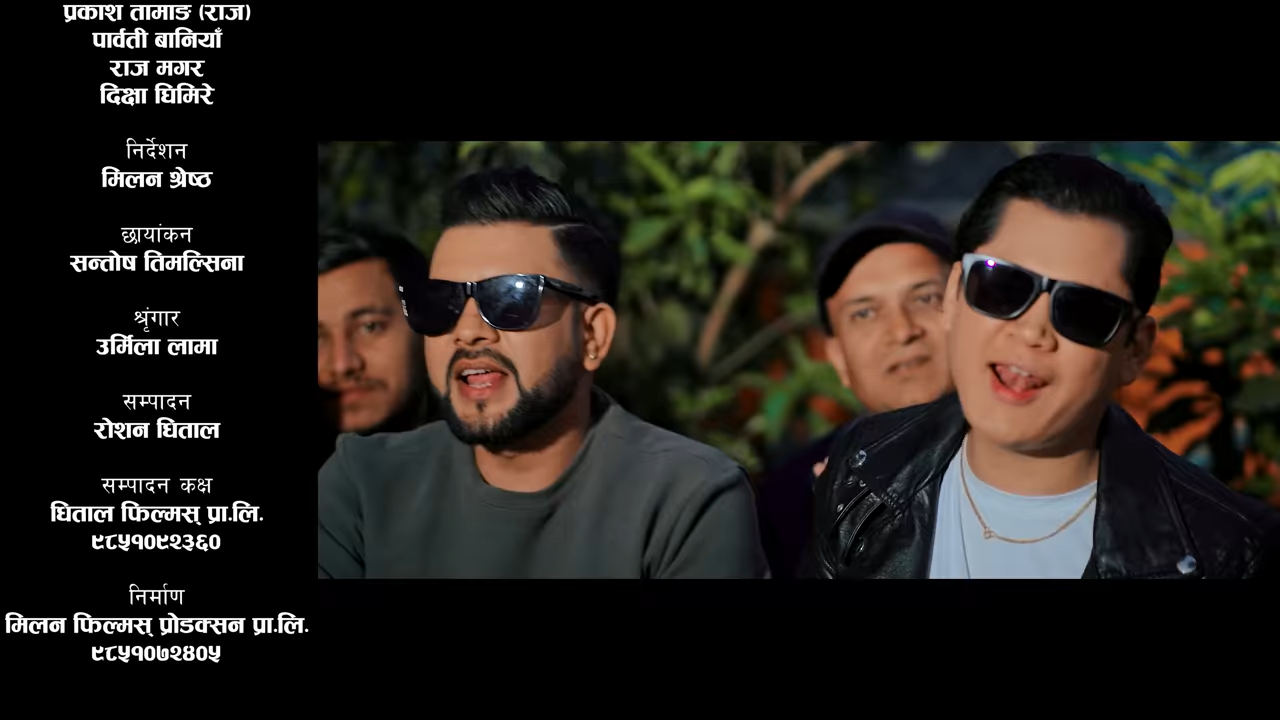 प्रकाश तामाङ (राज)
पार्वती बानियाँ
राज मगर
दिक्षा घिमिरे
निर्देशन
मिलन श्रेष्ठ
छायांकन
सन्तोष तिमल्सिना
श्रृंगार
उर्मिला लामा
सम्पादन
रोशन धिताल
सम्पादन कक्ष
धिताल फिल्मस् प्रा.लि.
९८५१०९२३६०
निर्माण
मिलन फिल्मस् प्रोडक्सन प्रा.लि.
९८५१०७२४०५